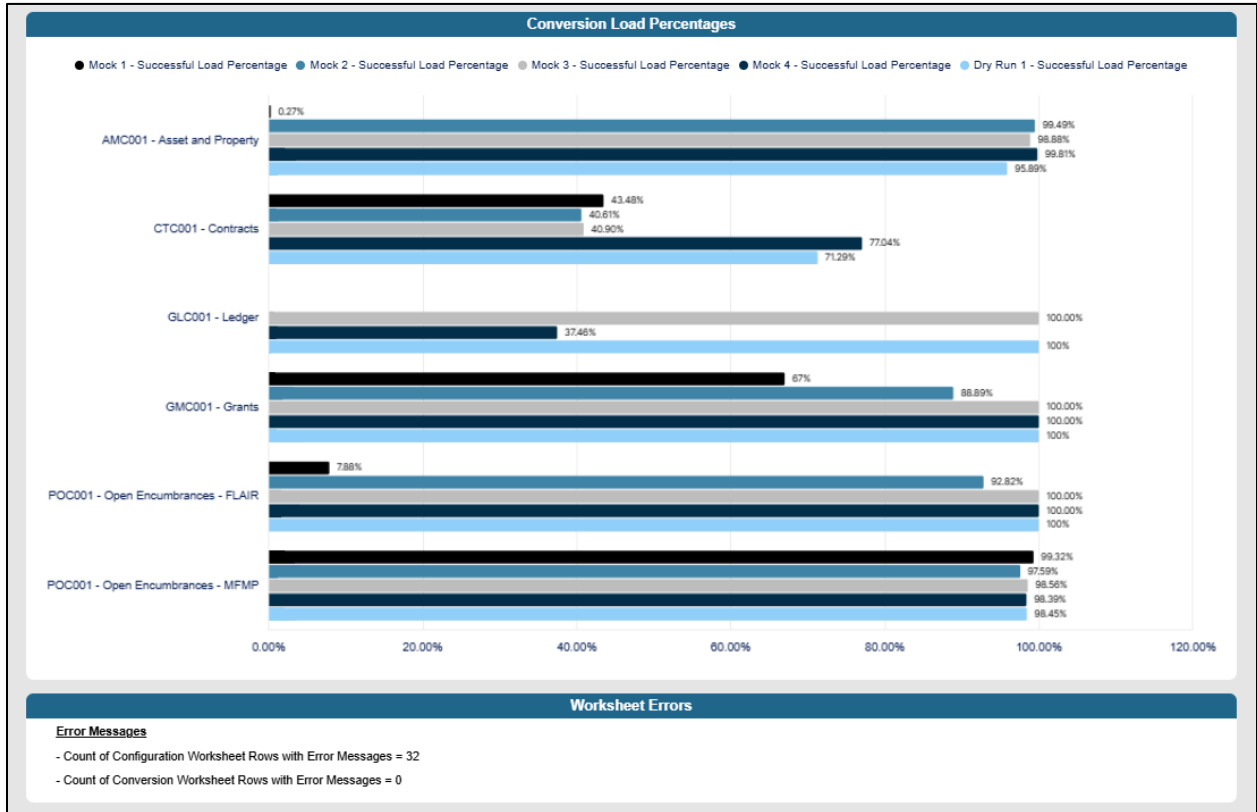 Conversion Load Percentages
Mock 1 - Successful Load Percentage Mock 2 - Successful Load Percentage Mock 3 - Successful Load Percentage Mock 4 - Successful Load Percentage Dry Run 1 - Successful Load Percentage
0.27%
AMC001 - Asset and Property
99.49%
98.88%
99.81%
95.89%
43.48%
CTC001 - Contracts
40.61%
40.90%
77.04%
71.29%
GLC001 - Ledger
100.00%
37.46%
100%
67%
GMC001 - Grants
88.89%
100.00%
100.00%
100%
7.88%
POC001 - Open Encumbrances - FLAIR
92.82%
100.00%
100.00%
100%
99.32%
POC001 - Open Encumbrances - MFMP
97.59%
98.56%
98.39%
98.45%
0.00% 20.00% 40.00% 60.00% 80.00% 100.00% 120.00%
Worksheet Errors
Error Messages
- Count of Configuration Worksheet Rows with Error Messages = 32
- Count of Conversion Worksheet Rows with Error Messages = 0